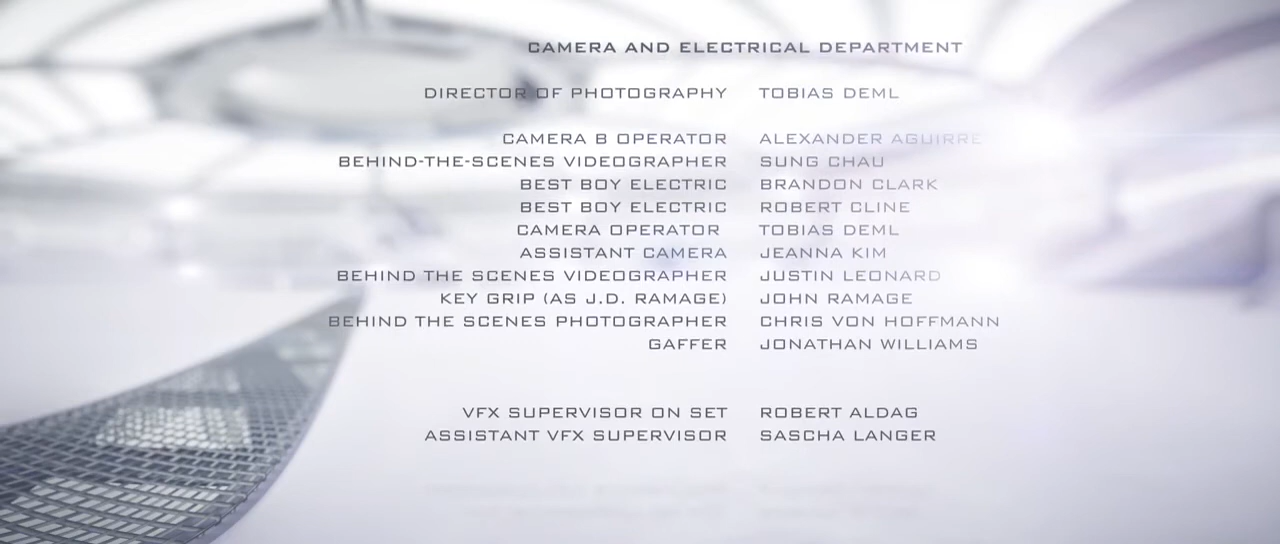 CAMERA AND ELECTRICAL DEPARTMENT
DIRECTOR OF PHOTOGRAPHY TOBIAS DEML
CAMERA B OPERATOR ALEXANDER AGUIRRE
BEHIND-THE-SCENES VIDEOGRAPHER SUNG CHAU
BEST BOY ELECTRIC BRANDON CLARK
BEST BOY ELECTRIC ROBERT CLINE
CAMERA OPERATOR TOBIAS DEML
ASSISTANT CAMERA JEANNA KIM
BEHIND THE SCENES VIDEOGRAPHER JUSTIN LEONARD
KEY GRIP (AS J.D. RAMAGE) JOHN RAMAGE
BEHIND THE SCENES PHOTOGRAPHER CHRIS VON HOFFMANN
GAFFER JONATHAN WILLIAMS
VFX SUPERVISOR ON SET ROBERT ALDAG
ASSISTANT VFX SUPERVISOR SASCHA LANGER